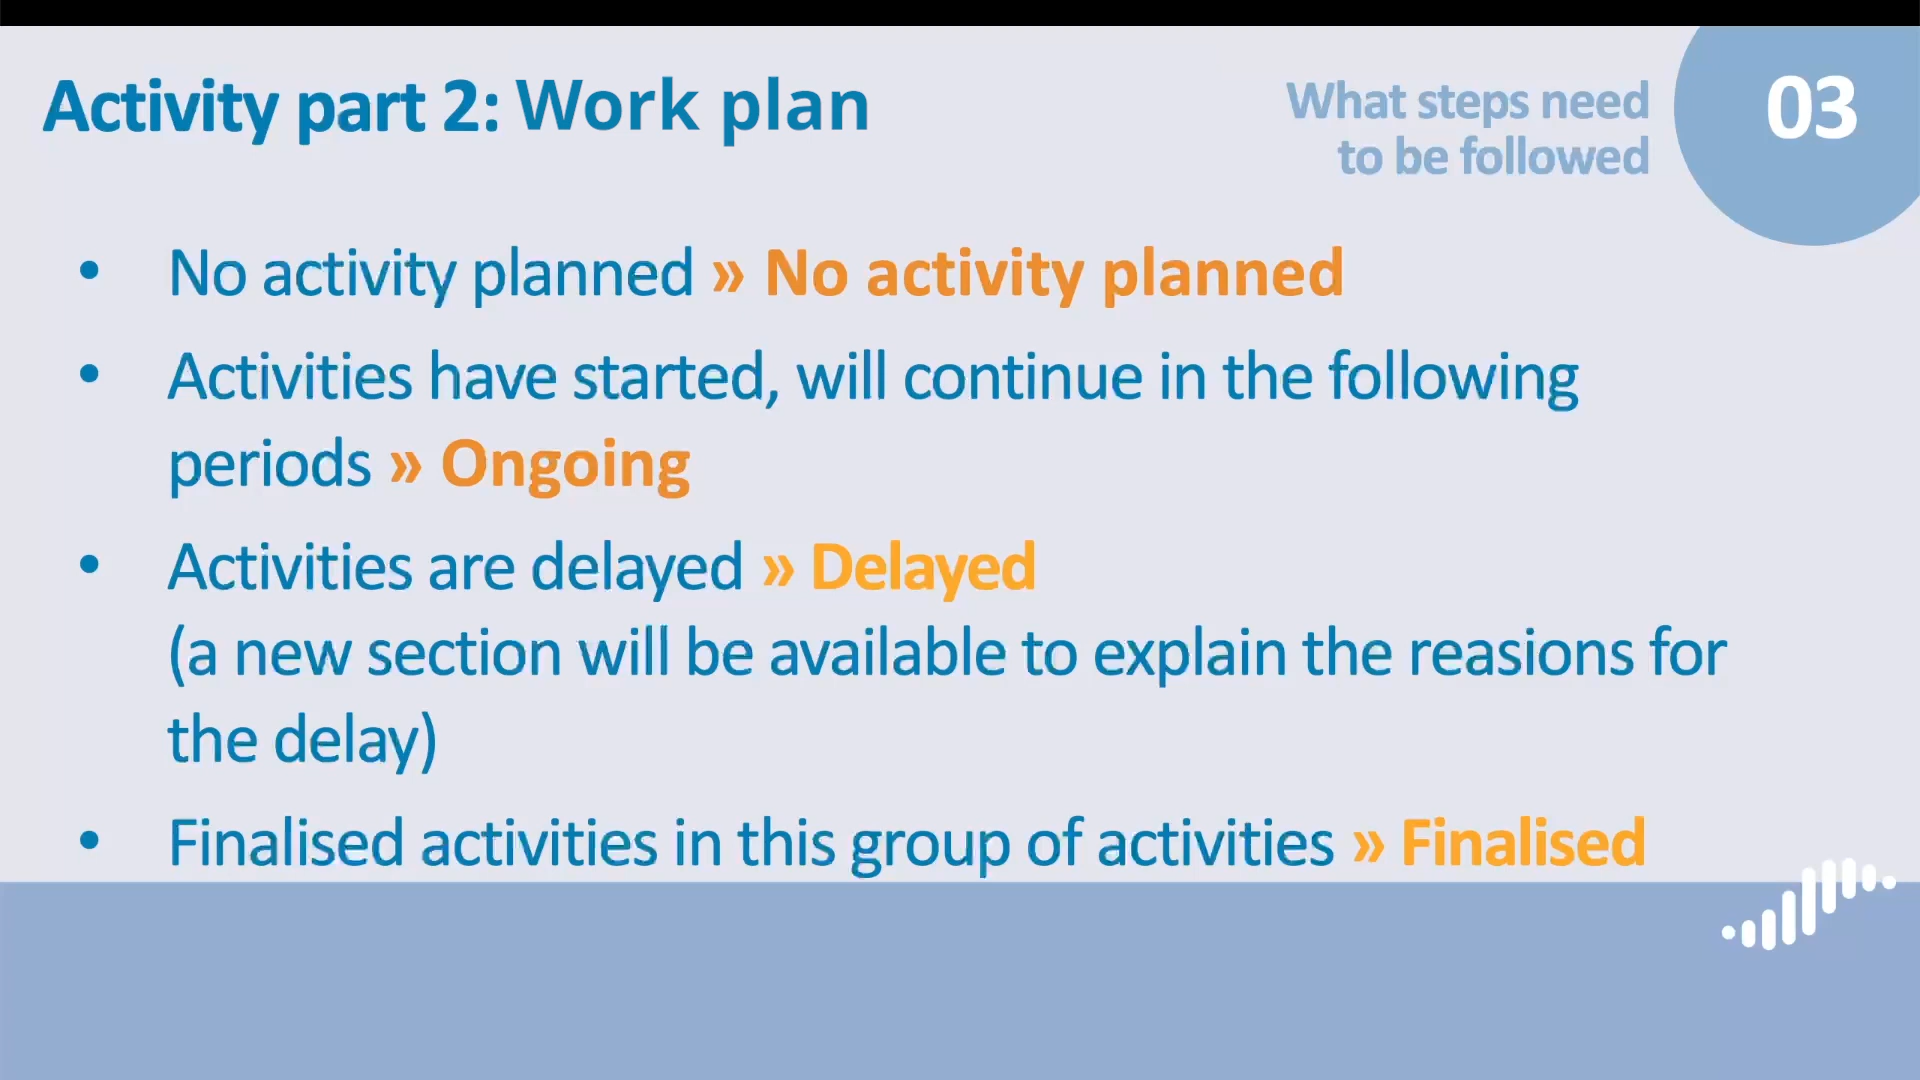 Activity part 2: Work plan
What steps need
to be followed
03
• No activity planned » No activity planned
• Activities have started, will continue in the following
periods » Ongoing
• Activities are delayed » Delayed
(a new section will be available to explain the reasions for
the delay)
• Finalised activities in this group of activities » Finalised